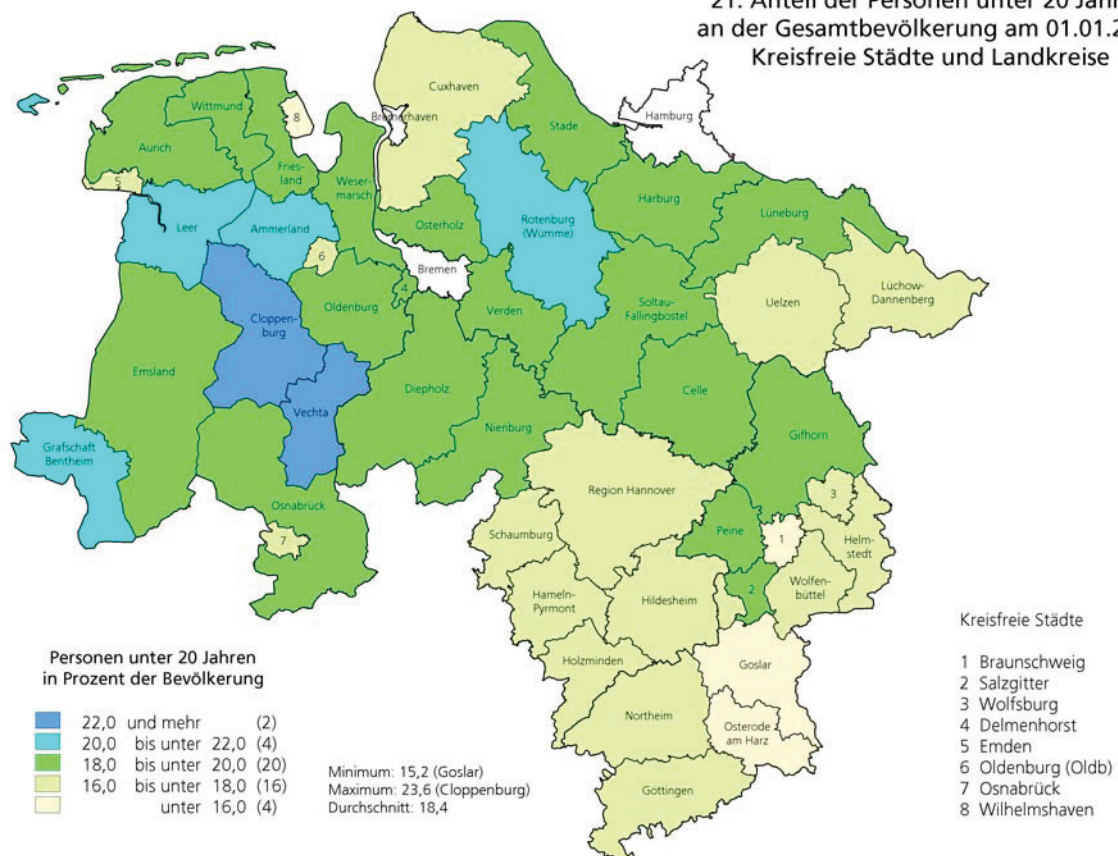 21. Anteil der Personen unter 20 Jahr
an der Gesamtbevölkerung am 01.01.2
Kreisfreie Städte und Landkreise
Cuxhaven
Wittmund
8
Bremerhaven
Stade
Hamburg
Aurich
Fries-
land
Weser-
marsch
5
Harburg
Lüneburg
Osterholz
Rotenburg
(Wümme)
Leer
Ammerland
6
Bremen
Luchow-
Dannenberg
Uelzen
4
Oldenburg
Verden
Soltau-
Fallingbostel
Cloppen-
burg
Emsland
Diepholz
Celle
Vechta
Nienburg
Gifhorn
Grafschaft
Bentheim
Region Hannover
3
Osnabrück
Schaumburg
Peine
1
Helm-
stedt
7
Hameln-
Pyrmont
Hildesheim
2
Wolfen-
büttel
Holzminden
Goslar
Northeim
Osterode
am Harz
Göttingen
Personen unter 20 Jahren
in Prozent der Bevölkerung
22,0 und mehr (2)
20,0 bis unter 22,0 (4)
18,0 bis unter 20,0 (20)
16,0 bis unter 18,0 (16)
unter 16,0 (4)
Minimum: 15,2 (Goslar)
Maximum: 23,6 (Cloppenburg)
Durchschnitt: 18,4
Kreisfreie Städte
1 Braunschweig
2 Salzgitter
3 Wolfsburg
4 Delmenhorst
5 Emden
6 Oldenburg (Oldb)
7 Osnabrück
8 Wilhelmshaven